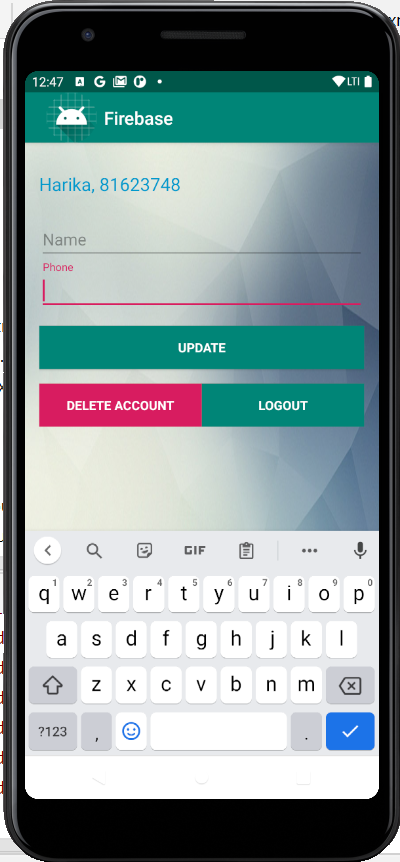 12:47 LTE
Firebase
Harika, 81623748
Name
Phone
UPDATE
DELETE ACCOUNT LOGOUT
GIF
q1 w2 e3 r4 t5 y6 u7 i8 o9 p0
a s d f g h j k l
z x c v b n m
?123 , .